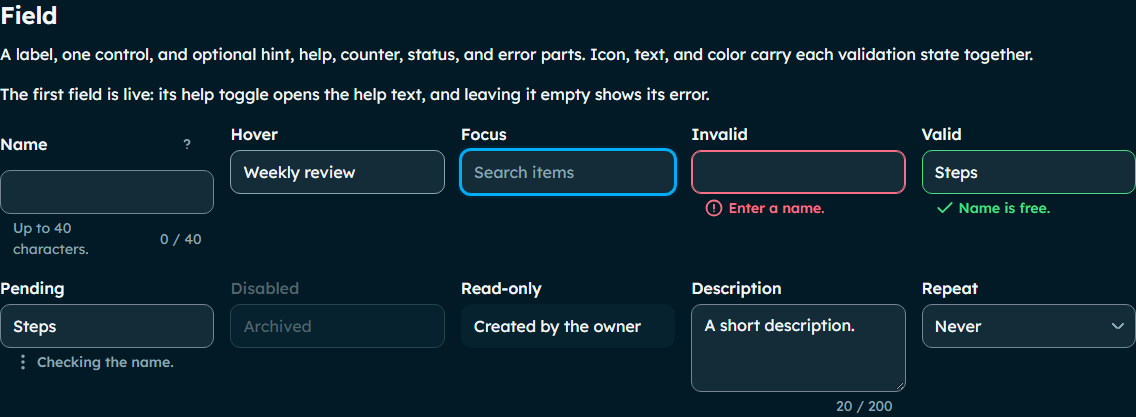 Field
A label, one control, and optional hint, help, counter, status, and error parts. Icon, text, and color carry each validation state together.
The first field is live: its help toggle opens the help text, and leaving it empty shows its error.
Name ?
Up to 40
characters.
0 / 40
Hover
Weekly review
Focus
Search items
Invalid
Enter a name.
Valid
Steps
Name is free.
Pending
Steps
Checking the name.
Disabled
Archived
Read-only
Created by the owner
Description
A short description.
20 / 200
Repeat
Never